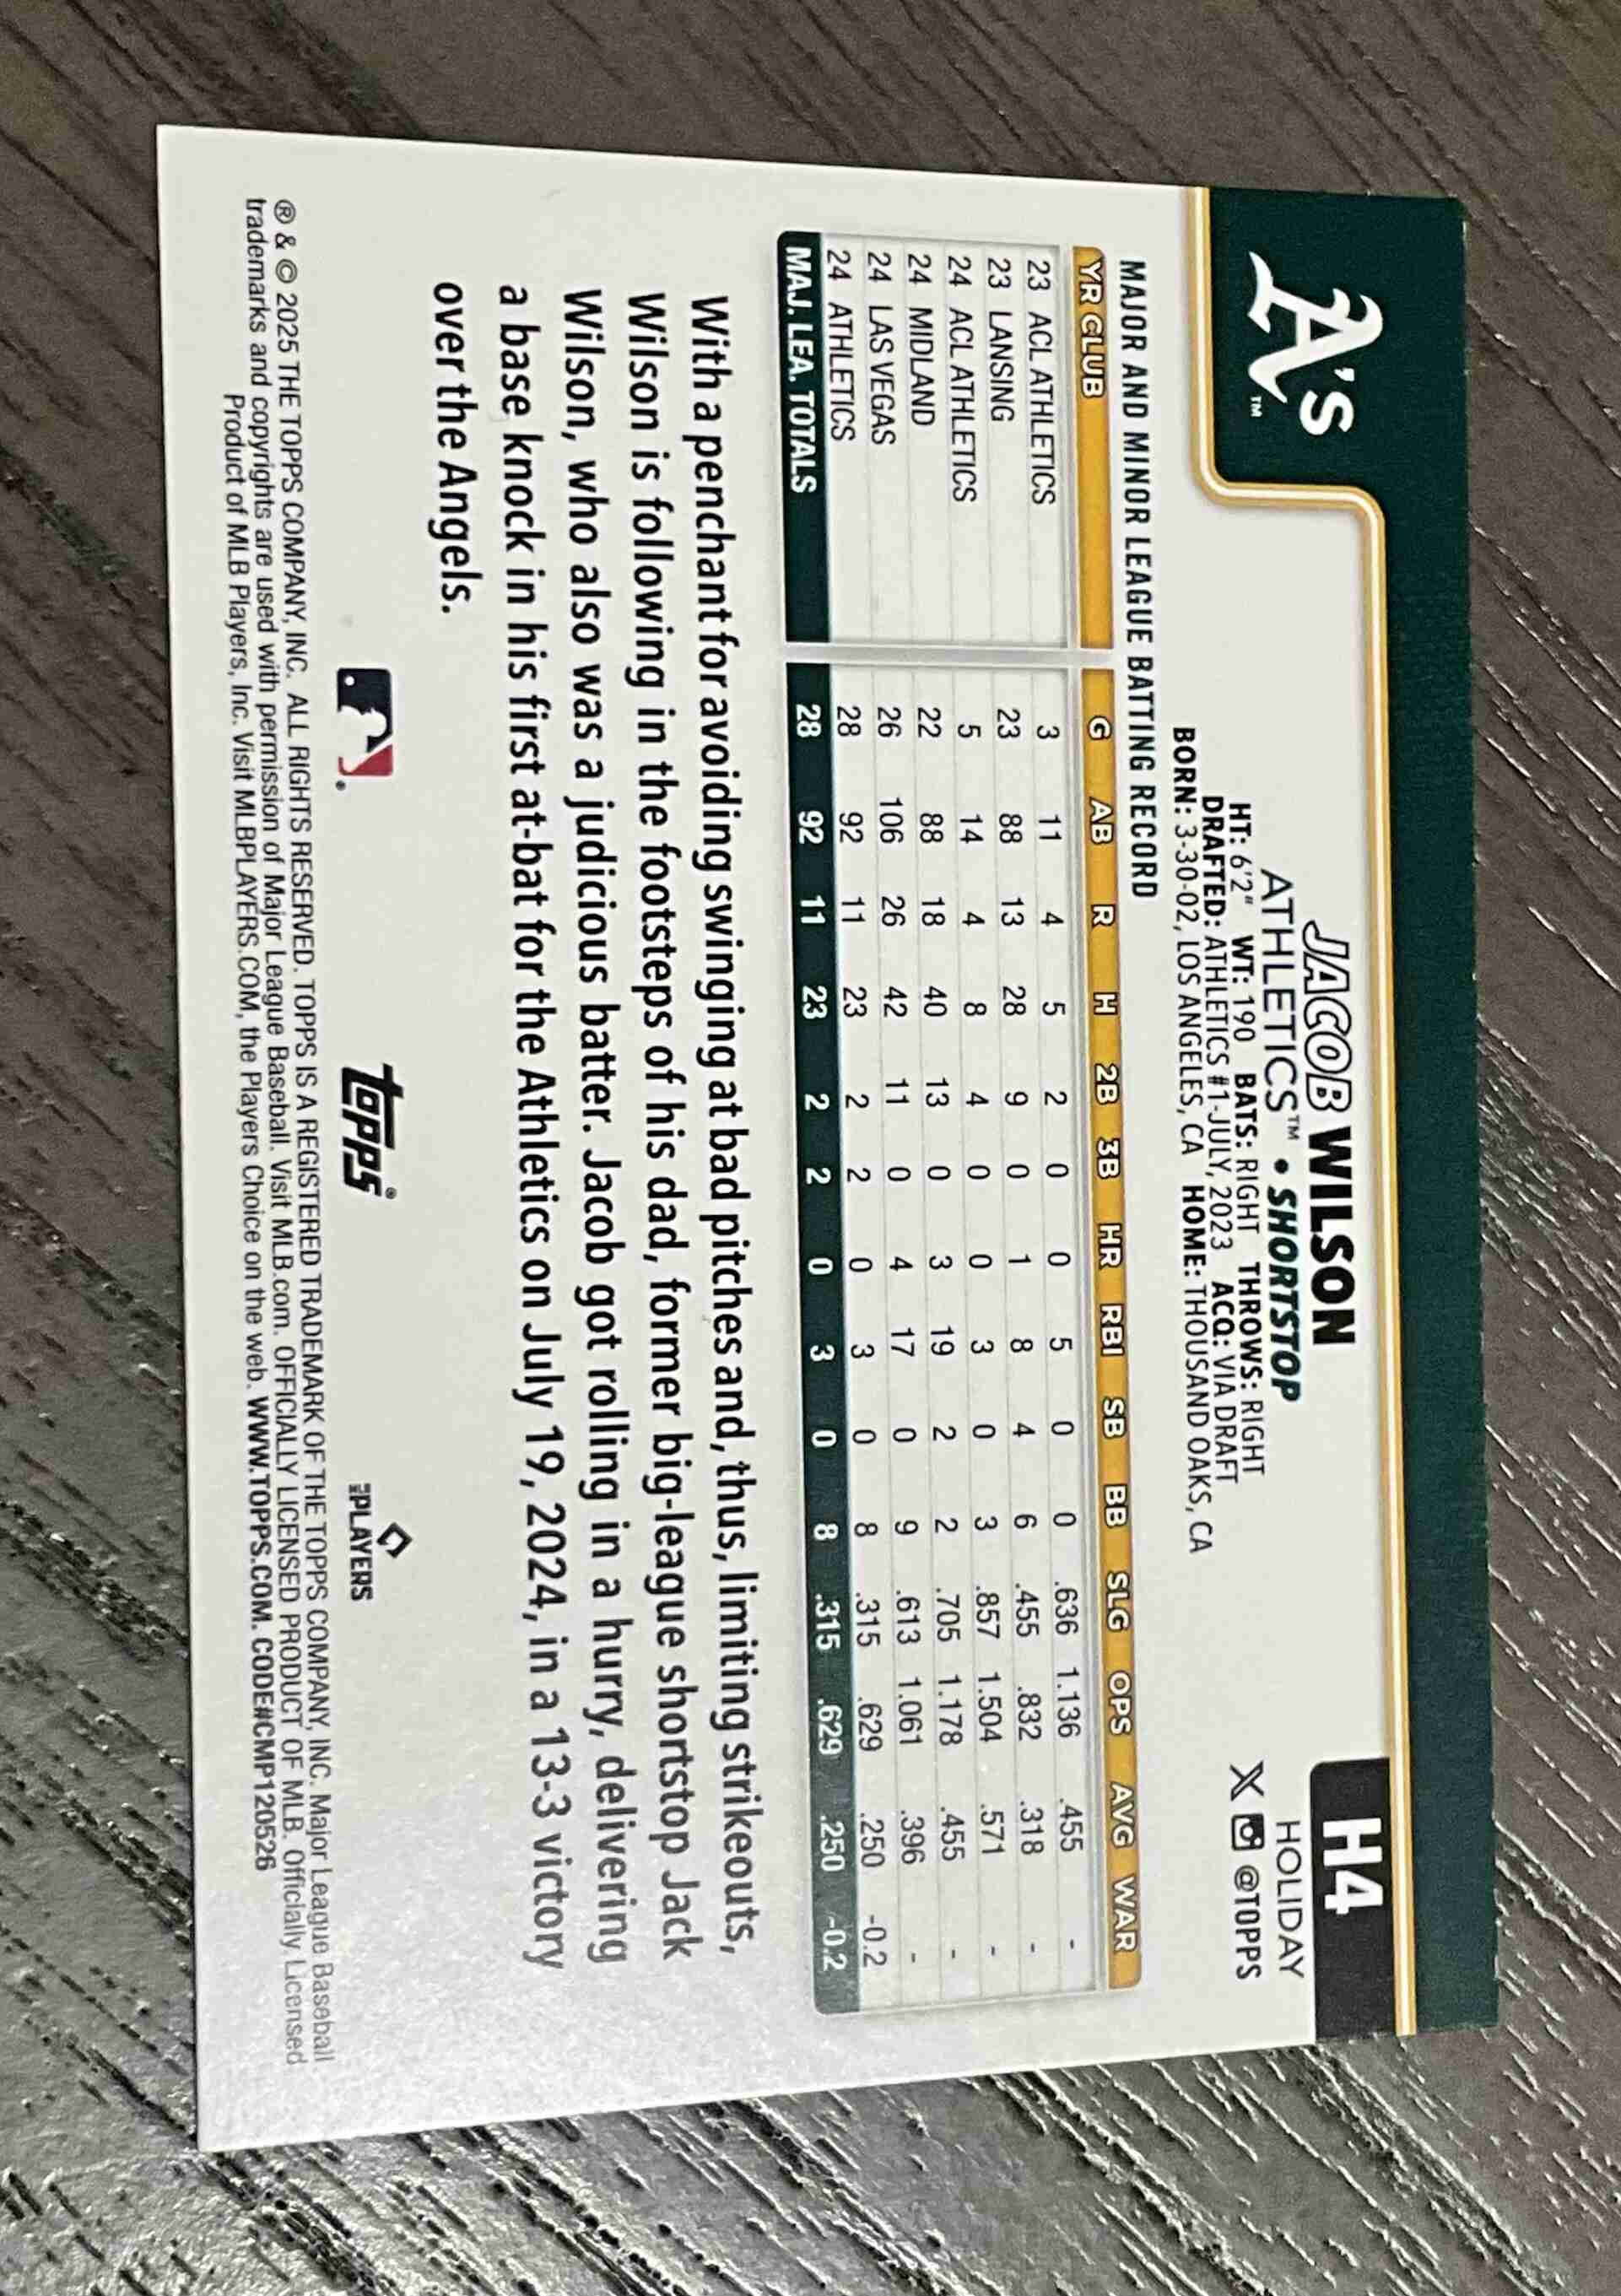 A's™
H4
JACOB WILSON
HOLIDAY
ATHLETICS™ • SHORTSTOP
@TOPPS
HT: 6'2" WT: 190 BATS: RIGHT THROWS: RIGHT
DRAFTED: ATHLETICS #1-JULY, 2023 ACQ: VIA DRAFT
BORN: 3-30-02, LOS ANGELES, CA HOME: THOUSAND OAKS, CA
MAJOR AND MINOR LEAGUE BATTING RECORD
YR CLUB G AB R H 2B 3B HR RBI SB BB SLG OPS AVG WAR
23 ACL ATHLETICS 3 11 4 5 2 0 0 5 0 0 .636 1.136 .455 -
23 LANSING 23 88 13 28 9 0 1 8 4 6 .455 .832 .318 -
24 ACL ATHLETICS 5 14 4 8 4 0 0 3 0 3 .857 1.504 .571 -
24 MIDLAND 22 88 18 40 13 0 3 19 2 2 .705 1.178 .455 -
24 LAS VEGAS 26 106 26 42 11 0 4 17 0 9 .613 1.061 .396 -
24 ATHLETICS 28 92 11 23 2 2 0 3 0 8 .315 .629 .250 -0.2
MAJ. LEA. TOTALS 28 92 11 23 2 2 0 3 0 8 .315 .629 .250 -0.2
With a penchant for avoiding swinging at bad pitches and, thus, limiting strikeouts,
Wilson is following in the footsteps of his dad, former big-league shortstop Jack
Wilson, who also was a judicious batter. Jacob got rolling in a hurry, delivering
a base knock in his first at-bat for the Athletics on July 19, 2024, in a 13-3 victory
over the Angels.
topps®
MLB PLAYERS
® & © 2025 THE TOPPS COMPANY, INC. ALL RIGHTS RESERVED. TOPPS IS A REGISTERED TRADEMARK OF THE TOPPS COMPANY, INC. Major League Baseball
trademarks and copyrights are used with permission of Major League Baseball. Visit MLB.com. OFFICIALLY LICENSED PRODUCT OF MLB. Officially Licensed
Product of MLB Players, Inc. Visit MLBPLAYERS.COM, the Players Choice on the web. WWW.TOPPS.COM. CODE#CMP120526